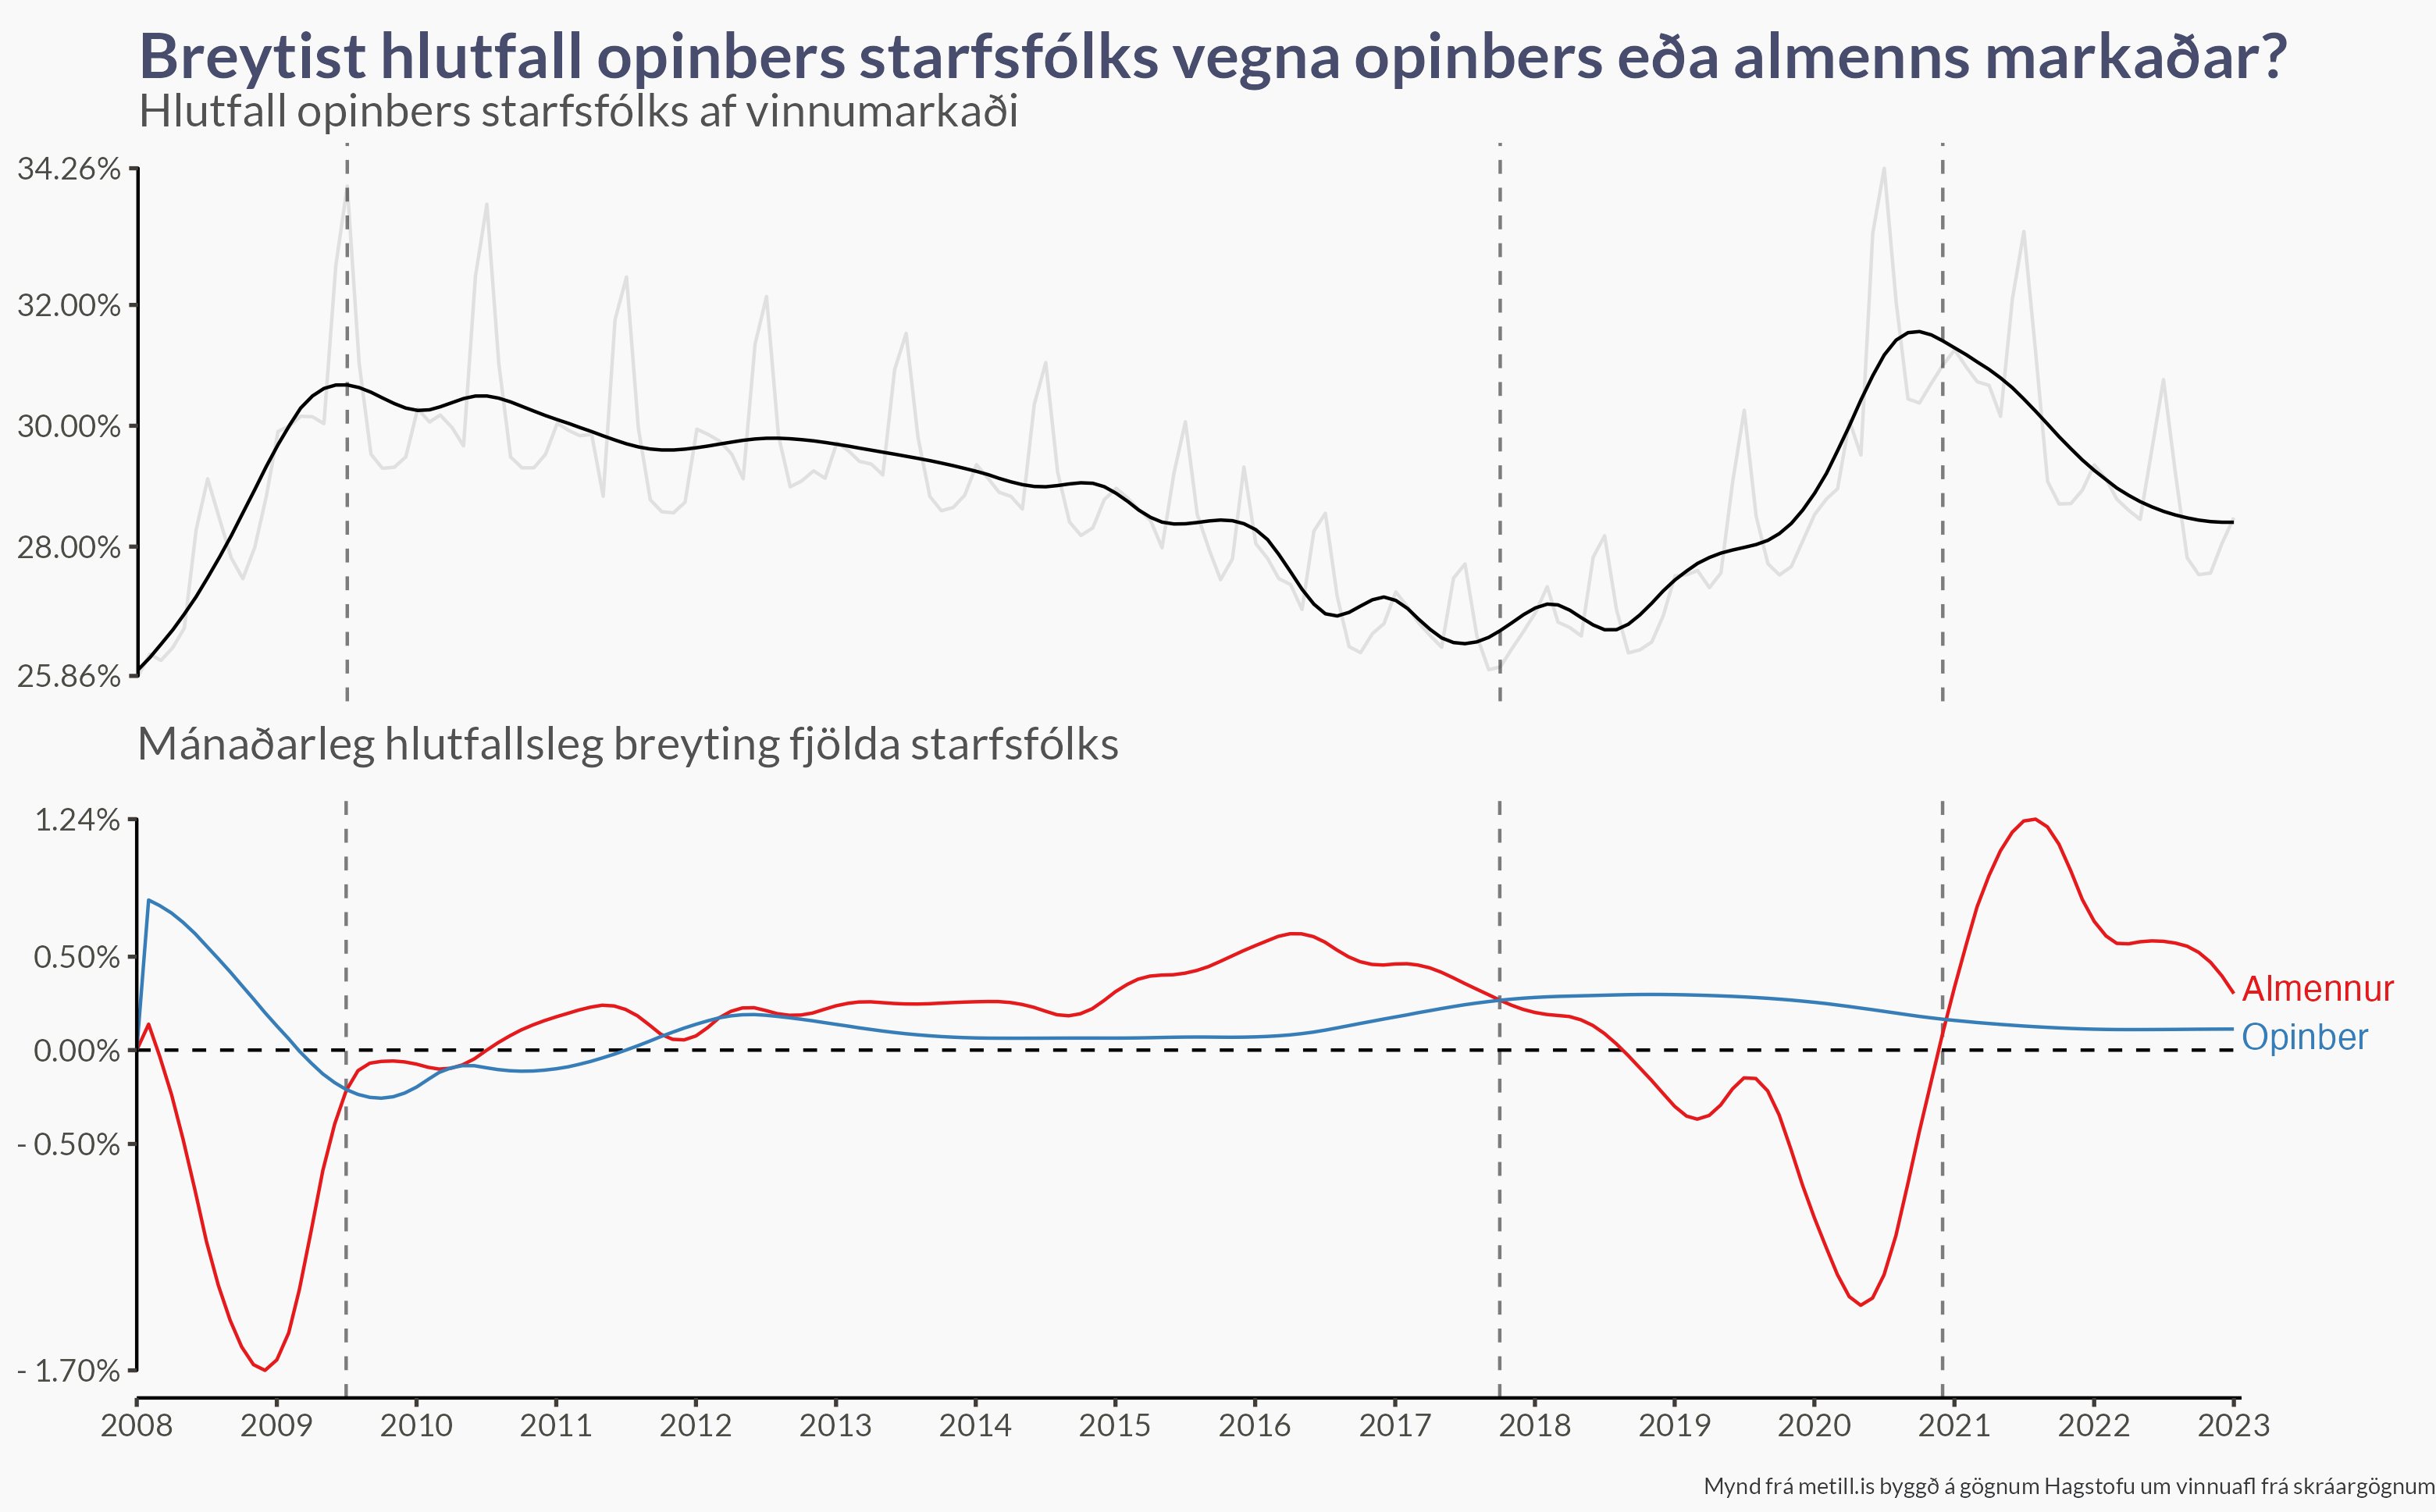 Breytist hlutfall opinbers starfsfólks vegna opinbers eða almenns markaðar?
Hlutfall opinbers starfsfólks af vinnumarkaði
34.26%
32.00%
30.00%
28.00%
25.86%
Mánaðarleg hlutfallsleg breyting fjölda starfsfólks
1.24%
0.50%
0.00%
- 0.50%
- 1.70%
Almennur
Opinber
2008 2009 2010 2011 2012 2013 2014 2015 2016 2017 2018 2019 2020 2021 2022 2023
Mynd frá metill.is byggð á gögnum Hagstofu um vinnuafl frá skráargögnum